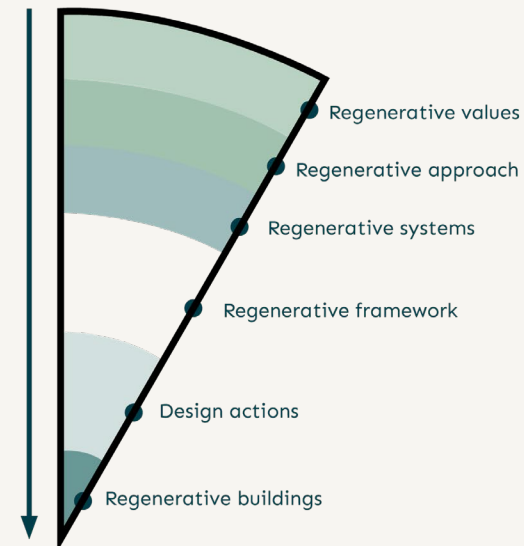 Regenerative values
Regenerative approach
Regenerative systems
Regenerative framework
Design actions
Regenerative buildings